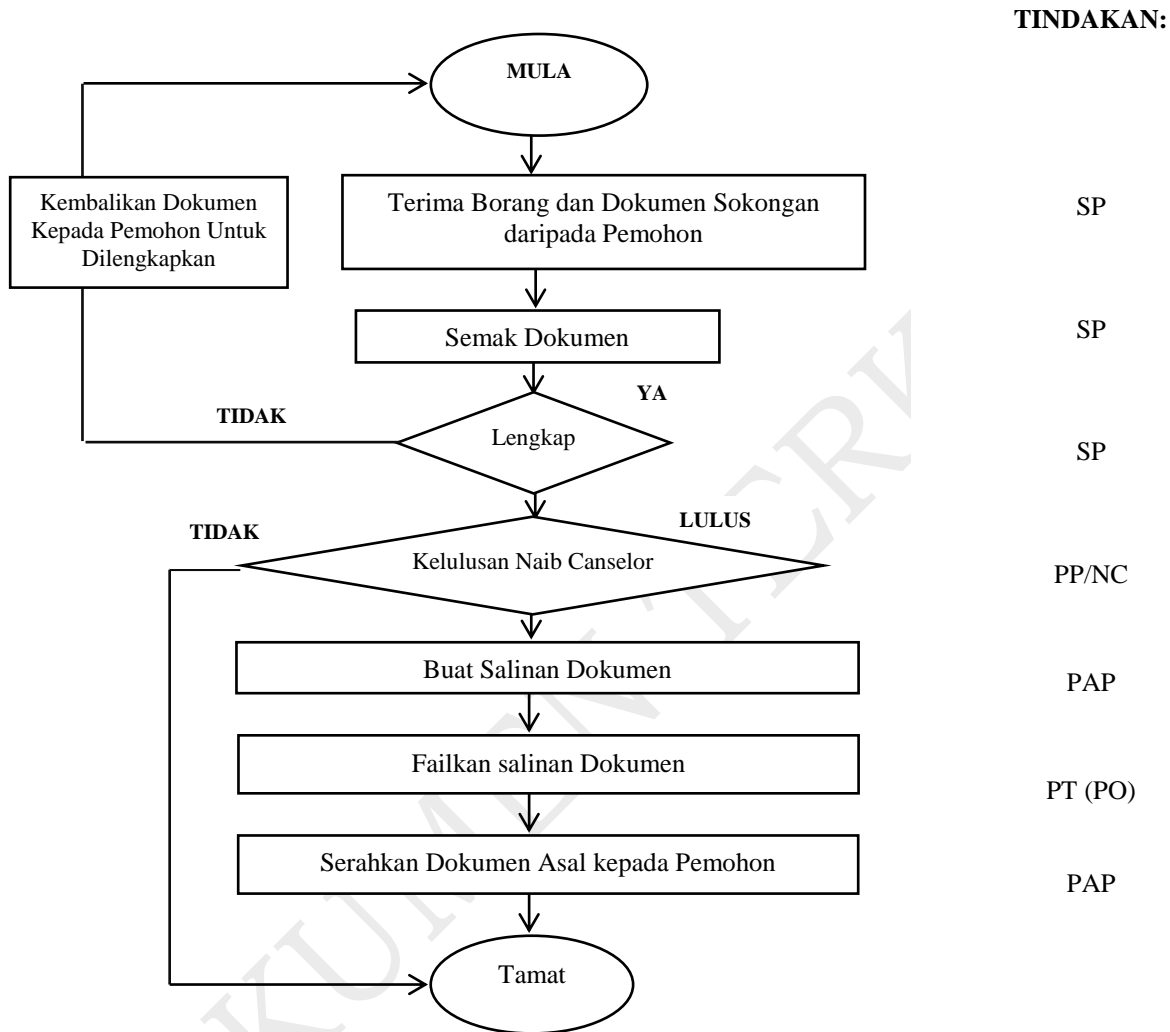 TINDAKAN:
MULA
Kembalikan Dokumen
Kepada Pemohon Untuk
Dilengkapkan
Terima Borang dan Dokumen Sokongan
daripada Pemohon
SP
Semak Dokumen
SP
YA
TIDAK
Lengkap
SP
TIDAK
LULUS
Kelulusan Naib Canselor
PP/NC
Buat Salinan Dokumen
PAP
Failkan salinan Dokumen
PT (PO)
Serahkan Dokumen Asal kepada Pemohon
PAP
Tamat